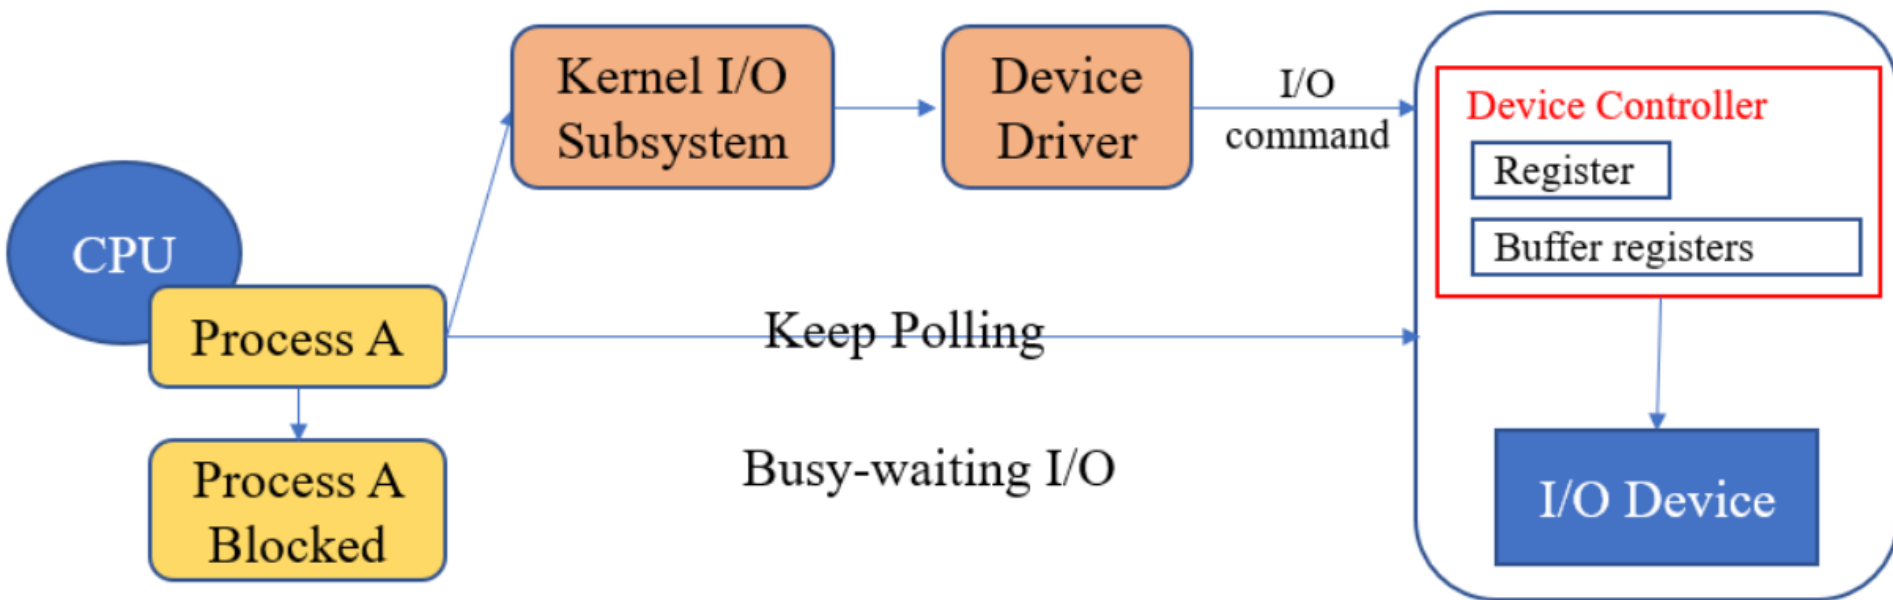 Kernel I/O
Subsystem
Device
Driver
I/O
command
Device Controller
Register
Buffer registers
CPU
Process A
Keep Polling
Process A
Blocked
Busy-waiting I/O
I/O Device